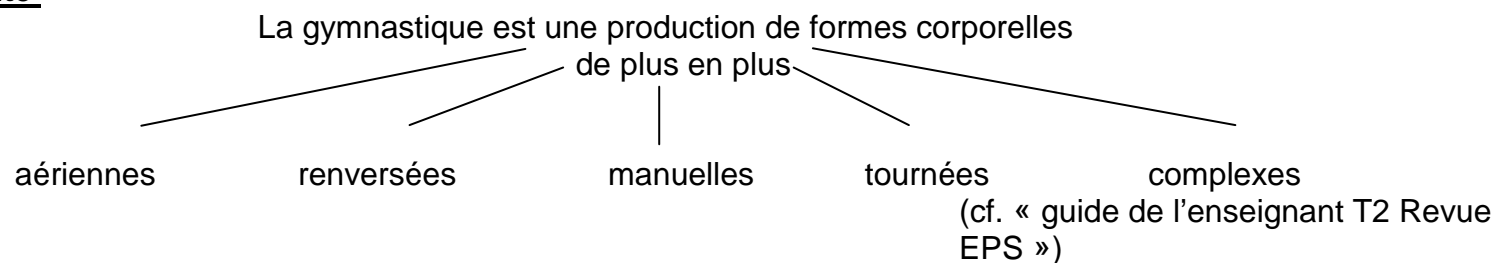 La gymnastique est une production de formes corporelles
de plus en plus
aériennes renversées manuelles tournées complexes
(cf. « guide de l'enseignant T2 Revue
EPS »)